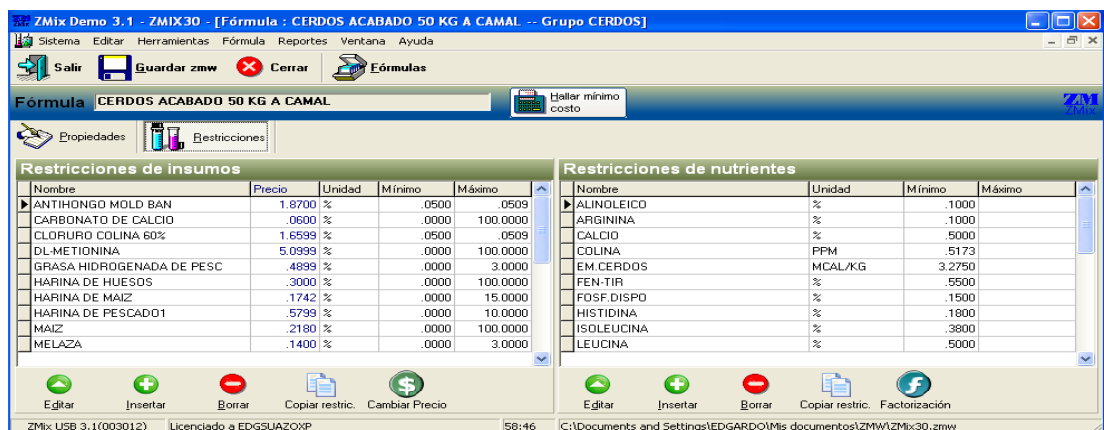 ZMix Demo 3.1 - ZMIX30 - [Fórmula : CERDOS ACABADO 50 KG A CAMAL -- Grupo CERDOS]
Sistema Editar Herramientas Fórmula Reportes Ventana Ayuda
Salir Guardar zmw Cerrar Fórmulas
Fórmula CERDOS ACABADO 50 KG A CAMAL Hallar mínimo costo ZM ZMix
Propiedades Restricciones
Restricciones de insumos
Nombre Precio Unidad Mínimo Máximo
ANTIHONGO MOLD BAN 1.8700 % .0500 .0509
CARBONATO DE CALCIO .0600 % .0000 100.0000
CLORURO COLINA 60% 1.6599 % .0500 .0509
DL-METIONINA 5.0999 % .0000 100.0000
GRASA HIDROGENADA DE PESC .4899 % .0000 3.0000
HARINA DE HUESOS .3000 % .0000 100.0000
HARINA DE MAIZ .1742 % .0000 15.0000
HARINA DE PESCADO1 .5799 % .0000 10.0000
MAIZ .2180 % .0000 100.0000
MELAZA .1400 % .0000 3.0000
Editar Insertar Borrar Copiar restric. Cambiar Precio
Restricciones de nutrientes
Nombre Unidad Mínimo Máximo
ALINOLEICO % .1000
ARGININA % .1000
CALCIO % .5000
COLINA PPM .5173
EM.CERDOS MCAL/KG 3.2750
FEN-TIR % .5500
FOSF.DISPO % .1500
HISTIDINA % .1800
ISOLEUCINA % .3800
LEUCINA % .5000
Editar Insertar Borrar Copiar restric. Factorización
ZMix USB 3.1(003012) Licenciado a EDGSUAZOXP 58:46 C:\Documents and Settings\EDGARDO\Mis documentos\ZMW\ZMix30.zmw